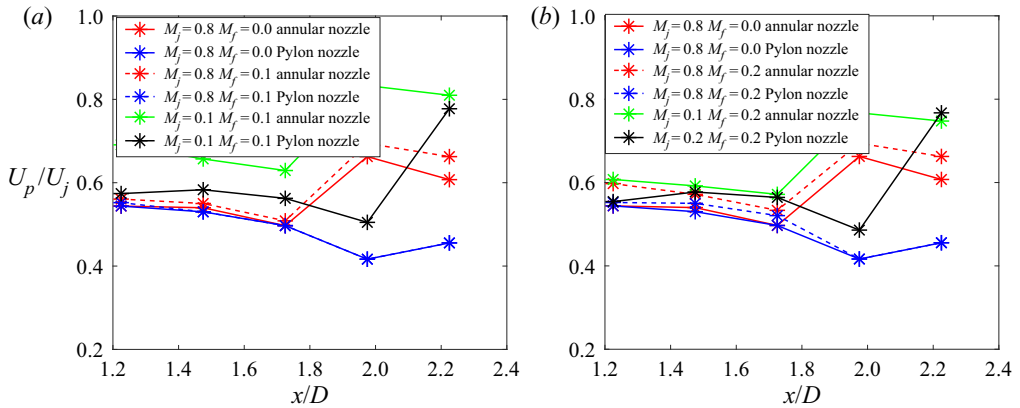 (a)
1.0
0.8
0.6
0.4
0.2
U_p/U_j
M_j = 0.8 M_f = 0.0 annular nozzle
M_j = 0.8 M_f = 0.0 Pylon nozzle
M_j = 0.8 M_f = 0.1 annular nozzle
M_j = 0.8 M_f = 0.1 Pylon nozzle
M_j = 0.1 M_f = 0.1 annular nozzle
M_j = 0.1 M_f = 0.1 Pylon nozzle
1.2 1.4 1.6 1.8 2.0 2.2 2.4
x/D
(b)
1.0
0.8
0.6
0.4
0.2
M_j = 0.8 M_f = 0.0 annular nozzle
M_j = 0.8 M_f = 0.0 Pylon nozzle
M_j = 0.8 M_f = 0.2 annular nozzle
M_j = 0.8 M_f = 0.2 Pylon nozzle
M_j = 0.1 M_f = 0.2 annular nozzle
M_j = 0.2 M_f = 0.2 Pylon nozzle
1.2 1.4 1.6 1.8 2.0 2.2 2.4
x/D